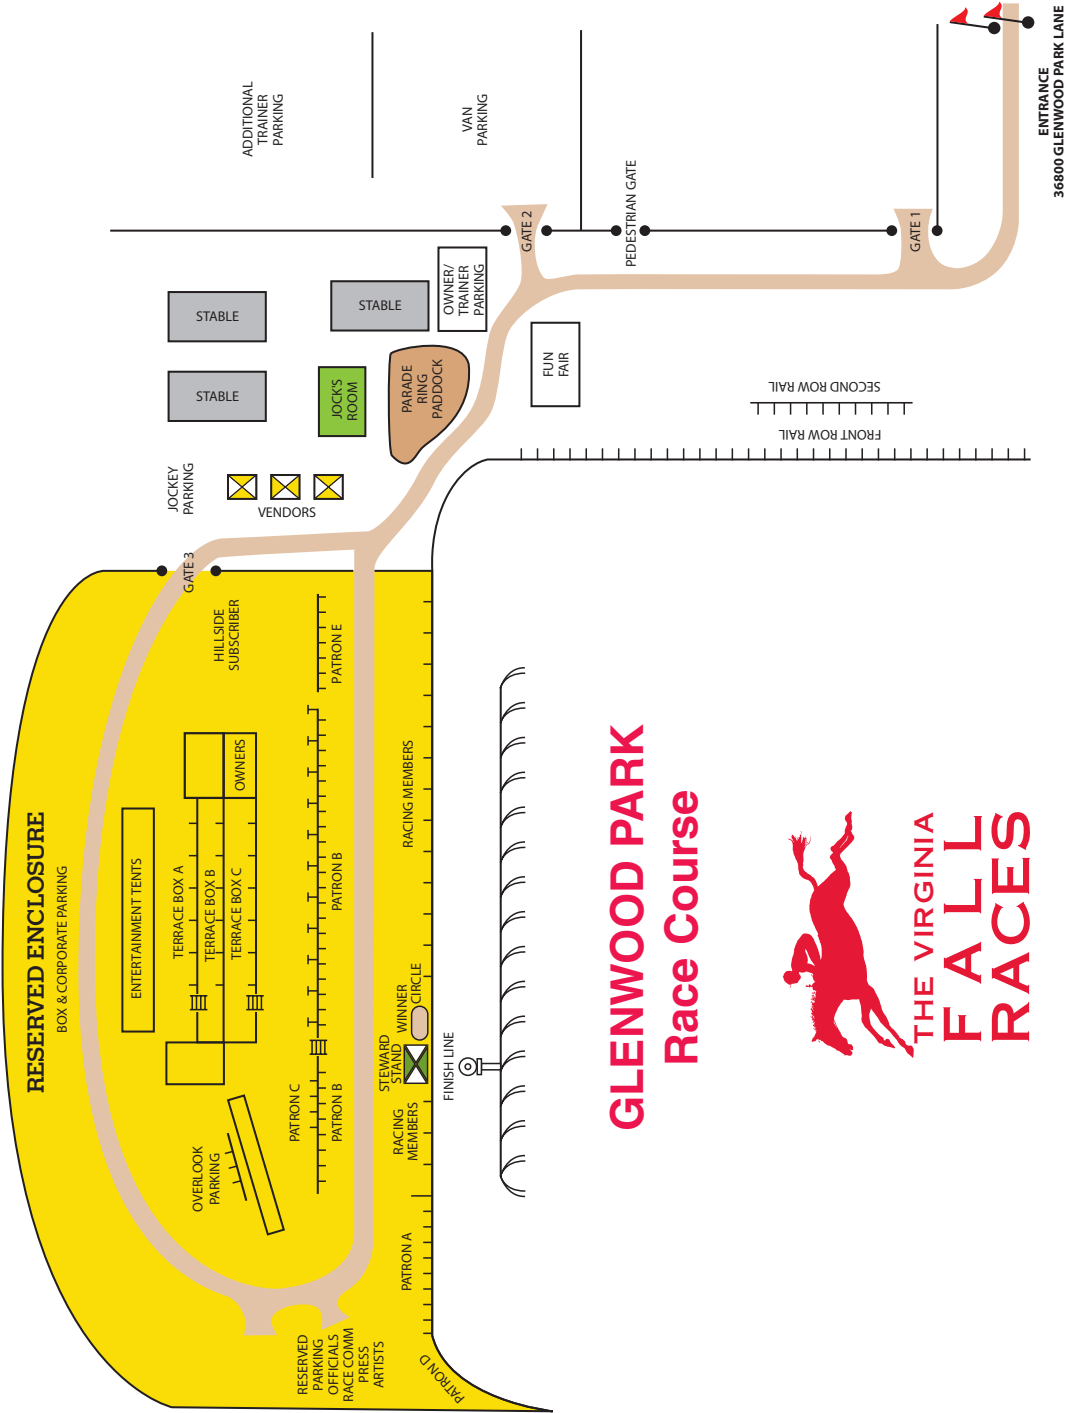 RESERVED ENCLOSURE
BOX & CORPORATE PARKING
ENTERTAINMENT TENTS
TERRACE BOX A
TERRACE BOX B
TERRACE BOX C
OWNERS
HILLSIDE
SUBSCRIBER
OVERLOOK
PARKING
PATRON C
PATRON B
PATRON B
PATRON E
RACING MEMBERS
WINNER
CIRCLE
STEWARD
STAND
RACING
MEMBERS
PATRON A
PATRON D
RESERVED
PARKING
OFFICIALS
RACE COMM
PRESS
ARTISTS
FINISH LINE
GATE 3
JOCKEY
PARKING
VENDORS
STABLE
STABLE
STABLE
JOCK'S
ROOM
PARADE
RING
PADDOCK
OWNER/
TRAINER
PARKING
FUN
FAIR
ADDITIONAL
TRAINER
PARKING
VAN
PARKING
GATE 2
PEDESTRIAN GATE
GATE 1
SECOND ROW RAIL
FRONT ROW RAIL
ENTRANCE
36800 GLENWOOD PARK LANE
GLENWOOD PARK
Race Course
THE VIRGINIA
FALL
RACES